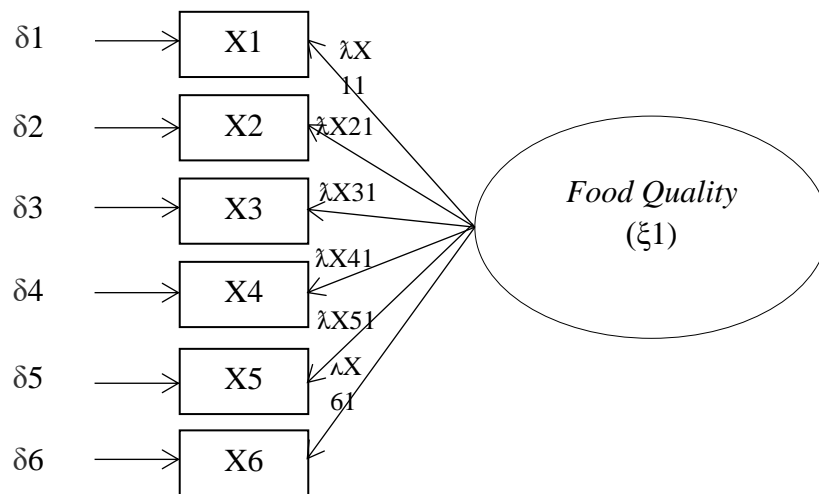 δ1 X1 λX
11
δ2 X2 λX21
δ3 X3 λX31
Food Quality
(ξ1)
δ4 X4 λX41
λX51
δ5 X5 λX
61
δ6 X6